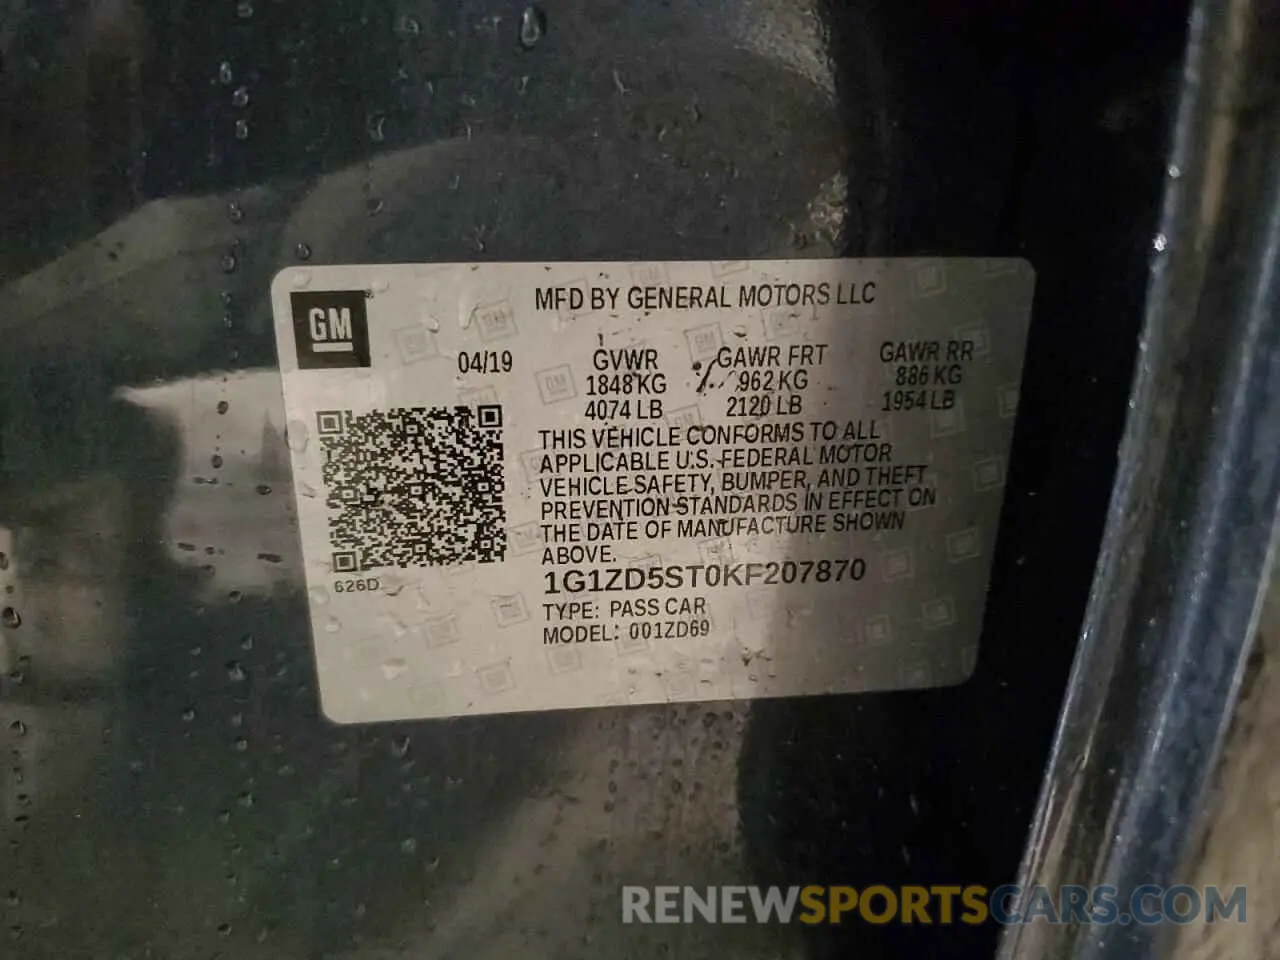 GM
MFD BY GENERAL MOTORS LLC
04/19 GVWR GAWR FRT GAWR RR
1848 KG 962 KG 886 KG
4074 LB 2120 LB 1954 LB
THIS VEHICLE CONFORMS TO ALL
APPLICABLE U.S. FEDERAL MOTOR
VEHICLE SAFETY, BUMPER, AND THEFT
PREVENTION STANDARDS IN EFFECT ON
THE DATE OF MANUFACTURE SHOWN
ABOVE.
626D
1G1ZD5ST0KF207870
TYPE: PASS CAR
MODEL: 001ZD69
RENEWSPORTSCARS.COM